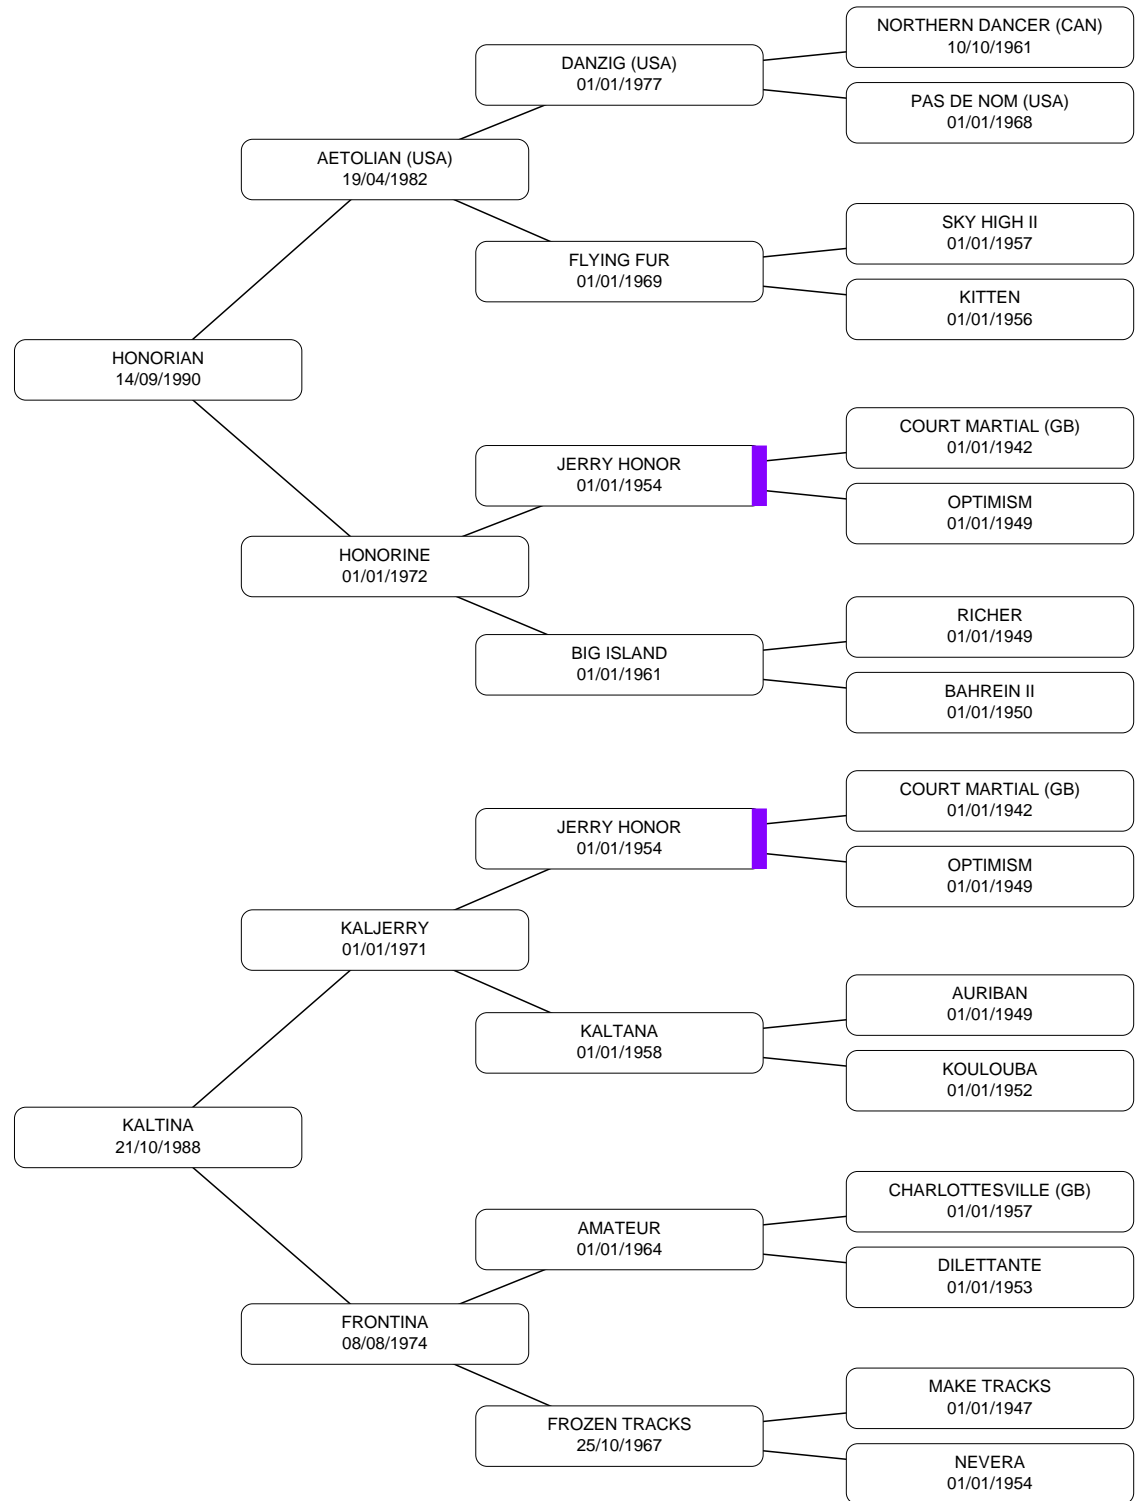 NORTHERN DANCER (CAN)
10/10/1961
DANZIG (USA)
01/01/1977
PAS DE NOM (USA)
01/01/1968
AETOLIAN (USA)
19/04/1982
SKY HIGH II
01/01/1957
FLYING FUR
01/01/1969
KITTEN
01/01/1956
HONORIAN
14/09/1990
COURT MARTIAL (GB)
01/01/1942
JERRY HONOR
01/01/1954
OPTIMISM
01/01/1949
HONORINE
01/01/1972
RICHER
01/01/1949
BIG ISLAND
01/01/1961
BAHREIN II
01/01/1950
COURT MARTIAL (GB)
01/01/1942
JERRY HONOR
01/01/1954
OPTIMISM
01/01/1949
KALJERRY
01/01/1971
AURIBAN
01/01/1949
KALTANA
01/01/1958
KOULOUBA
01/01/1952
KALTINA
21/10/1988
CHARLOTTESVILLE (GB)
01/01/1957
AMATEUR
01/01/1964
DILETTANTE
01/01/1953
FRONTINA
08/08/1974
MAKE TRACKS
01/01/1947
FROZEN TRACKS
25/10/1967
NEVERA
01/01/1954